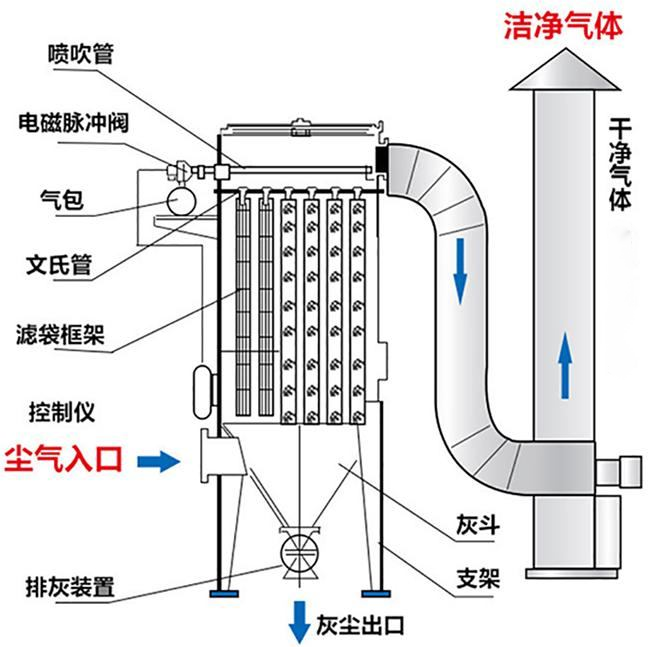 洁净气体
喷吹管
电磁脉冲阀
干净气体
气包
文氏管
滤袋框架
控制仪
尘气入口
灰斗
排灰装置
支架
灰尘出口